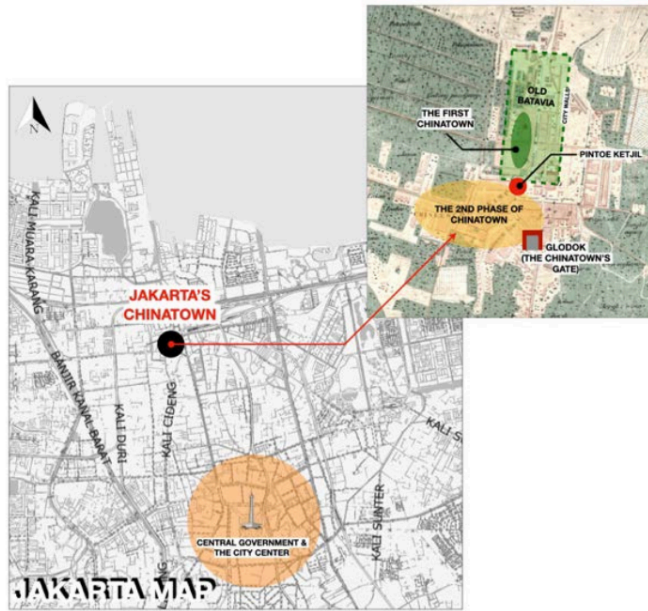 OLD
BATAVIA
CITY WALLS
THE FIRST
CHINATOWN
PINTOE KETJIL
THE 2ND PHASE OF
CHINATOWN
GLODOK
(THE CHINATOWN'S
GATE)
N
KALI MUARA KARANG
JAKARTA'S
CHINATOWN
BANJIR KANAL BARAT
KALI DURI
KALI CIDENG
KALI S
KALI SUNTER
CENTRAL GOVERNMENT &
THE CITY CENTER
JAKARTA MAP